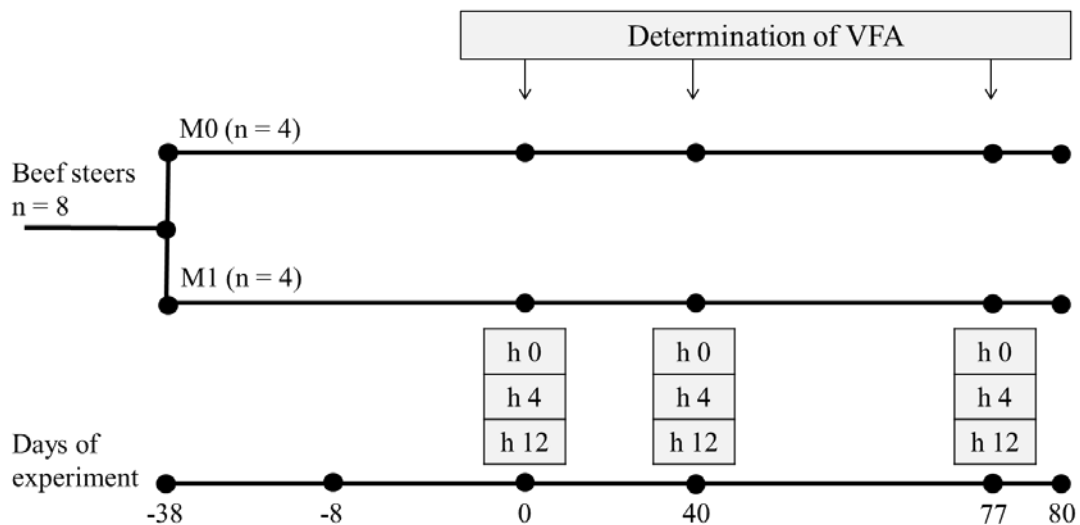 Determination of VFA
M0 (n = 4)
Beef steers
n = 8
M1 (n = 4)
h 0 h 0 h 0
h 4 h 4 h 4
h 12 h 12 h 12
Days of
experiment
-38 -8 0 40 77 80